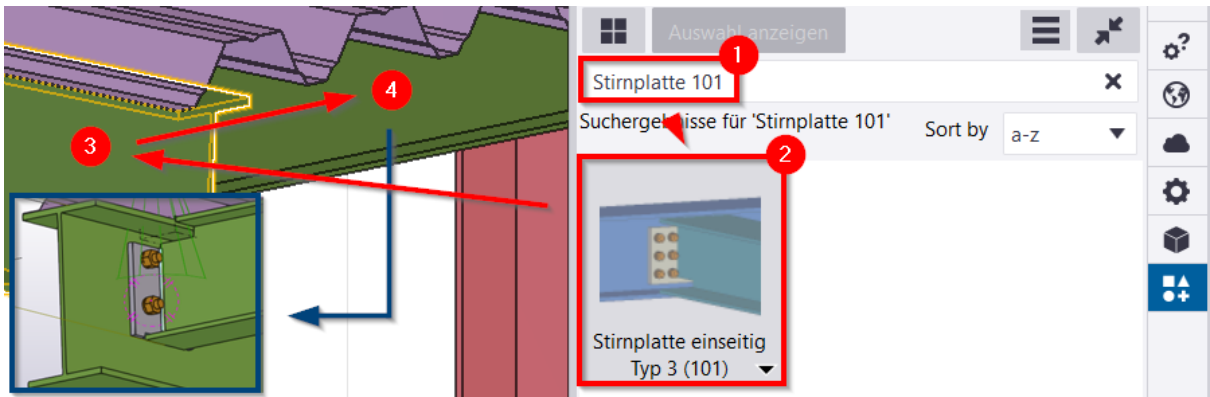 Auswahl anzeigen
1
Stirnplatte 101
Suchergebnisse für 'Stirnplatte 101'
Sort by
a-z
2
3
4
Stirnplatte einseitig
Typ 3 (101)